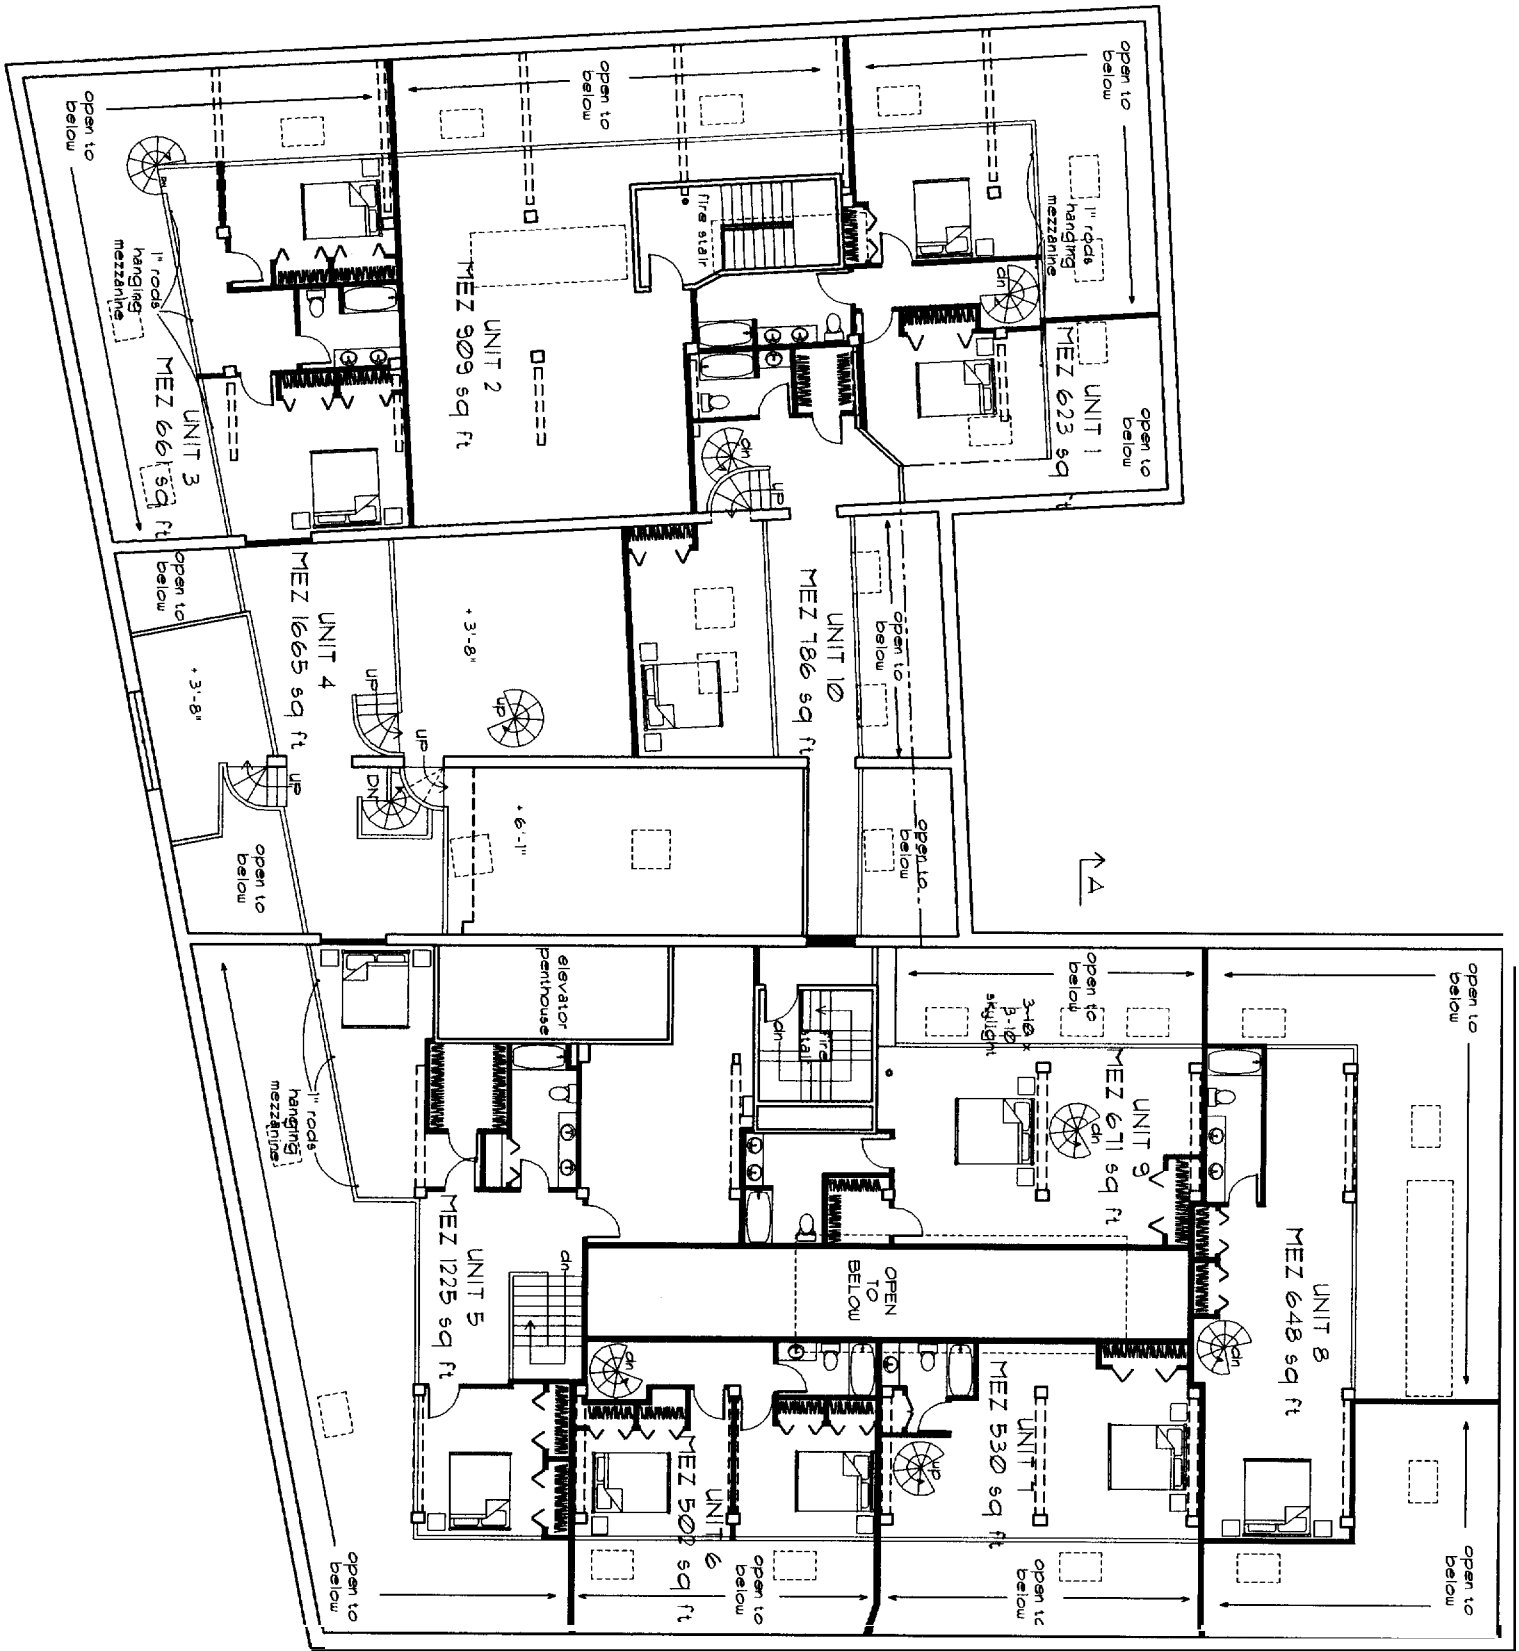 open to
below
open to
below
open to
below
1" rods
hanging
mezzanine
dn
fire stair
UNIT 1
MEZ 623 sq
open to
below
UNIT 2
MEZ 909 sq ft
1" rods
hanging
mezzanine
UNIT 3
MEZ 661 sq ft
DN
dn
up
open to
below
UNIT 4
MEZ 1665 sq ft
+ 3'-8"
+ 3'-8"
UP
up
up
UP
DN
+ 6'-1"
open to
below
UNIT 10
MEZ 786 sq ft
open to
below
open to
below
A
elevator
penthouse
fire
stair
dn
open to
below
3-10 x
3-10
skylight
open to
below
1" rods
hanging
mezzanine
UNIT 9
MEZ 671 sq ft
dn
UNIT 5
MEZ 1225 sq ft
dn
OPEN
TO
BELOW
UNIT 8
MEZ 648 sq ft
dn
dn
UNIT 6
MEZ 502 sq ft
UNIT
MEZ 530 sq ft
up
open to
below
open to
below
open to
below
open to
below